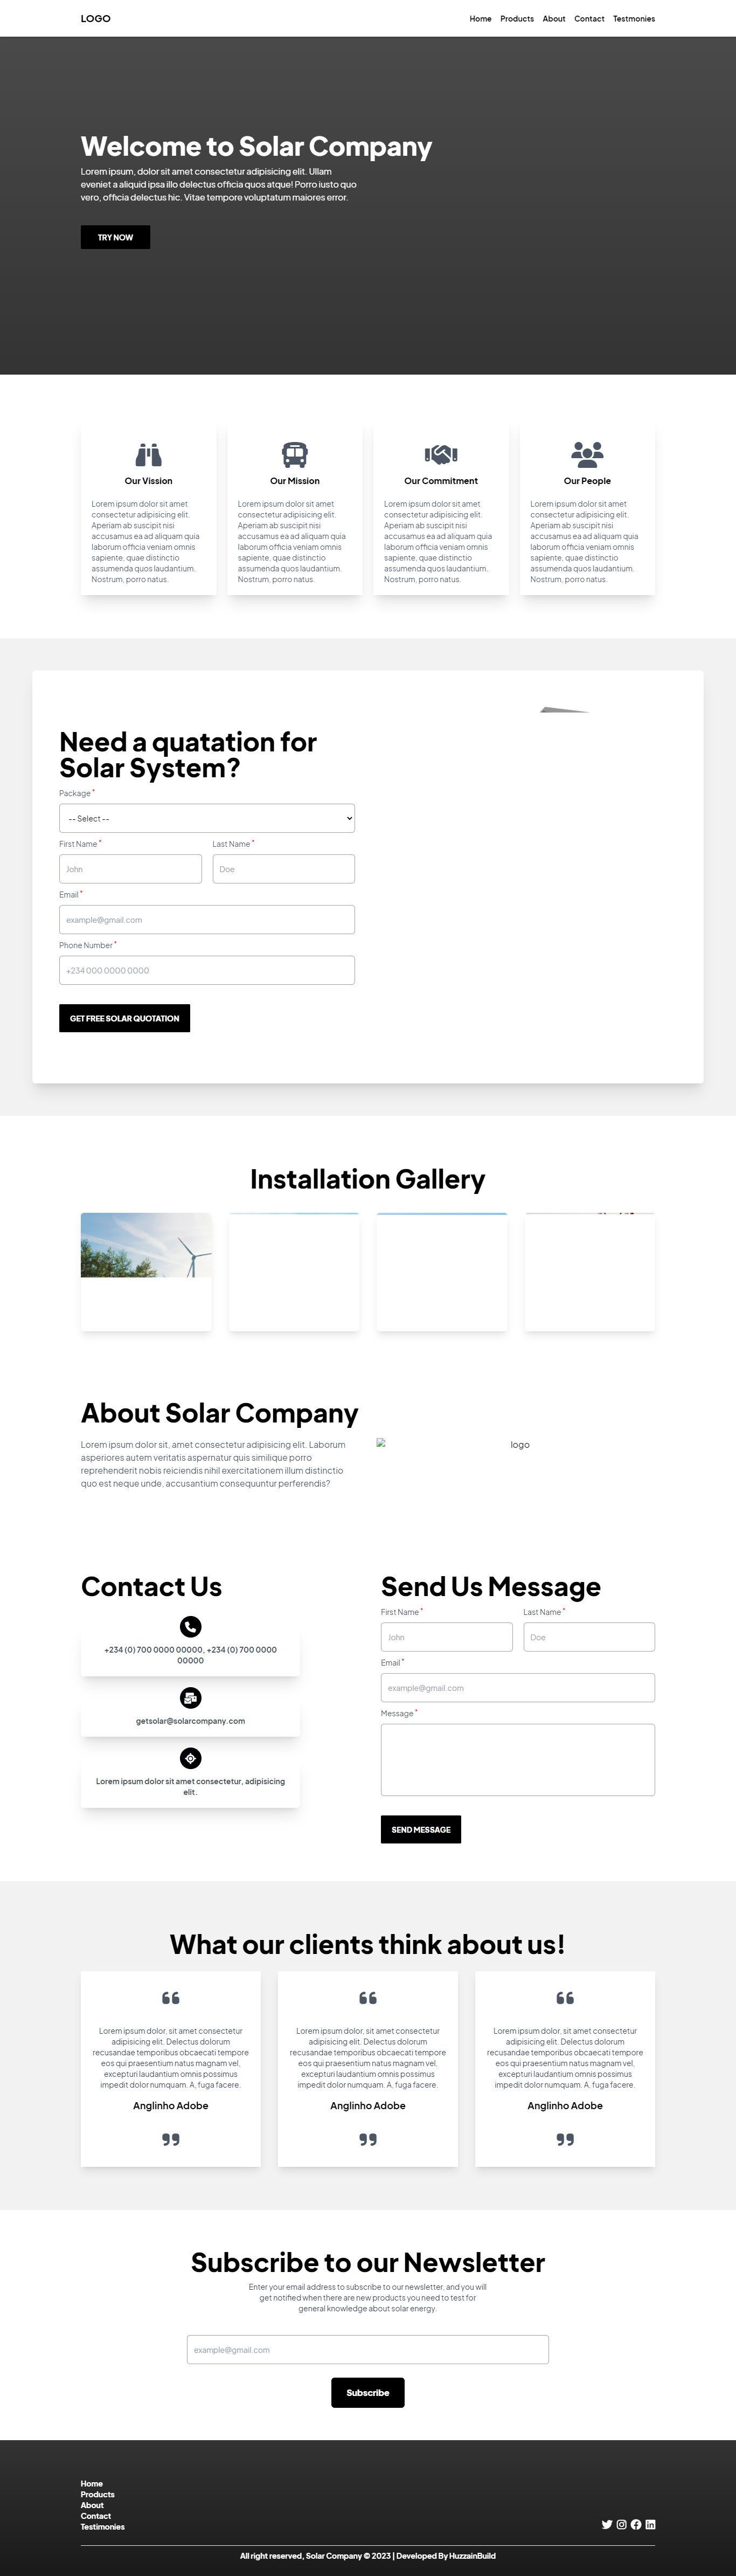 LOGO
Home Products About Contact Testmonies
Welcome to Solar Company
Lorem ipsum, dolor sit amet consectetur adipisicing elit. Ullam
eveniet a aliquid ipsa illo delectus officia quos atque! Porro iusto quo
vero, officia delectus hic. Vitae tempore voluptatum maiores error.
TRY NOW
Our Vission
Lorem ipsum dolor sit amet
consectetur adipisicing elit.
Aperiam ab suscipit nisi
accusamus ea ad aliquam quia
laborum officia veniam omnis
sapiente, quae distinctio
assumenda quos laudantium.
Nostrum, porro natus.
Our Mission
Lorem ipsum dolor sit amet
consectetur adipisicing elit.
Aperiam ab suscipit nisi
accusamus ea ad aliquam quia
laborum officia veniam omnis
sapiente, quae distinctio
assumenda quos laudantium.
Nostrum, porro natus.
Our Commitment
Lorem ipsum dolor sit amet
consectetur adipisicing elit.
Aperiam ab suscipit nisi
accusamus ea ad aliquam quia
laborum officia veniam omnis
sapiente, quae distinctio
assumenda quos laudantium.
Nostrum, porro natus.
Our People
Lorem ipsum dolor sit amet
consectetur adipisicing elit.
Aperiam ab suscipit nisi
accusamus ea ad aliquam quia
laborum officia veniam omnis
sapiente, quae distinctio
assumenda quos laudantium.
Nostrum, porro natus.
Need a quatation for
Solar System?
Package *
-- Select --
First Name * Last Name *
John Doe
Email *
example@gmail.com
Phone Number *
+234 000 0000 0000
GET FREE SOLAR QUOTATION
Installation Gallery
About Solar Company
Lorem ipsum dolor sit, amet consectetur adipisicing elit. Laborum
asperiores autem veritatis aspernatur quis similique porro
reprehenderit nobis reiciendis nihil exercitationem illum distinctio
quo est neque unde, accusantium consequuntur perferendis?
logo
Contact Us
+234 (0) 700 0000 00000, +234 (0) 700 0000
00000
getsolar@solarcompany.com
Lorem ipsum dolor sit amet consectetur, adipisicing
elit.
Send Us Message
First Name * Last Name *
John Doe
Email *
example@gmail.com
Message *
SEND MESSAGE
What our clients think about us!
Lorem ipsum dolor, sit amet consectetur
adipisicing elit. Delectus dolorum
recusandae temporibus obcaecati tempore
eos qui praesentium natus magnam vel,
excepturi laudantium omnis possimus
impedit dolor numquam. A, fuga facere.
Anglinho Adobe
Lorem ipsum dolor, sit amet consectetur
adipisicing elit. Delectus dolorum
recusandae temporibus obcaecati tempore
eos qui praesentium natus magnam vel,
excepturi laudantium omnis possimus
impedit dolor numquam. A, fuga facere.
Anglinho Adobe
Lorem ipsum dolor, sit amet consectetur
adipisicing elit. Delectus dolorum
recusandae temporibus obcaecati tempore
eos qui praesentium natus magnam vel,
excepturi laudantium omnis possimus
impedit dolor numquam. A, fuga facere.
Anglinho Adobe
Subscribe to our Newsletter
Enter your email address to subscribe to our newsletter, and you will
get notified when there are new products you need to test for
general knowledge about solar energy.
example@gmail.com
Subscribe
Home
Products
About
Contact
Testimonies
All right reserved, Solar Company © 2023 | Developed By HuzzainBuild